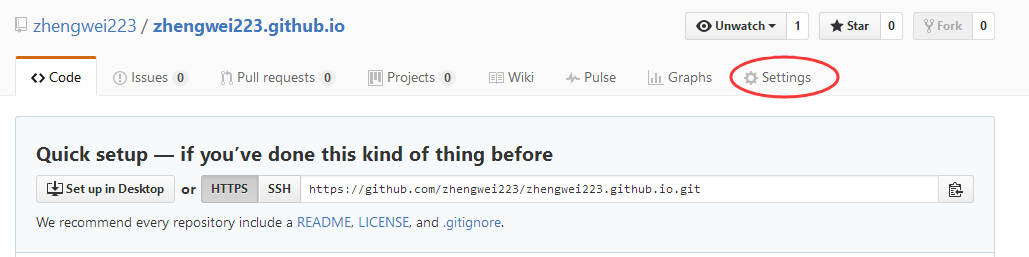 zhengwei223 / zhengwei223.github.io Unwatch 1 Star 0 Fork 0
Code Issues 0 Pull requests 0 Projects 0 Wiki Pulse Graphs Settings
Quick setup — if you’ve done this kind of thing before
Set up in Desktop or HTTPS SSH https://github.com/zhengwei223/zhengwei223.github.io.git
We recommend every repository include a README, LICENSE, and .gitignore.